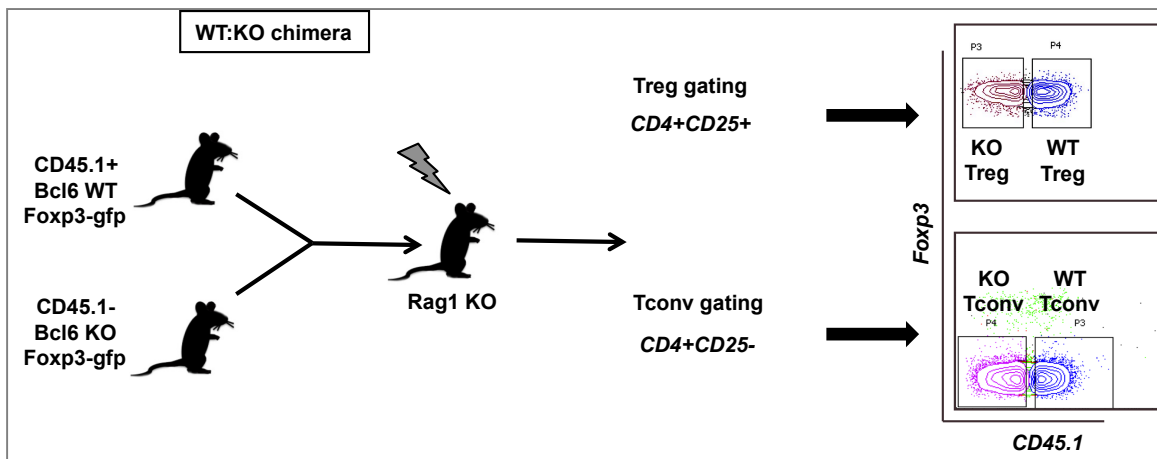 WT:KO chimera
CD45.1+
Bcl6 WT
Foxp3-gfp
CD45.1-
Bcl6 KO
Foxp3-gfp
Rag1 KO
Treg gating
CD4+CD25+
Tconv gating
CD4+CD25-
Foxp3
P3 P4
KO WT
Treg Treg
KO WT
Tconv Tconv
P4 P3
CD45.1